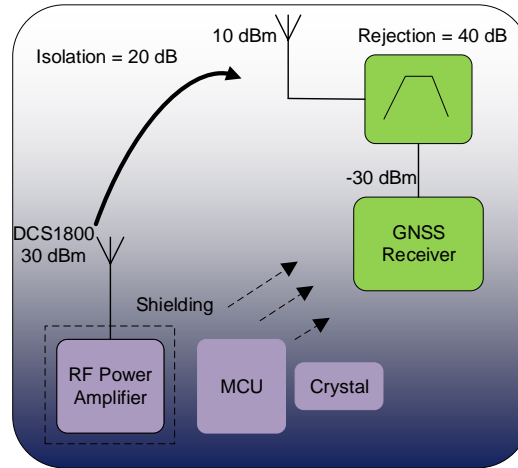 10 dBm
Rejection = 40 dB
Isolation = 20 dB
-30 dBm
DCS1800
30 dBm
GNSS
Receiver
Shielding
RF Power
Amplifier
MCU
Crystal